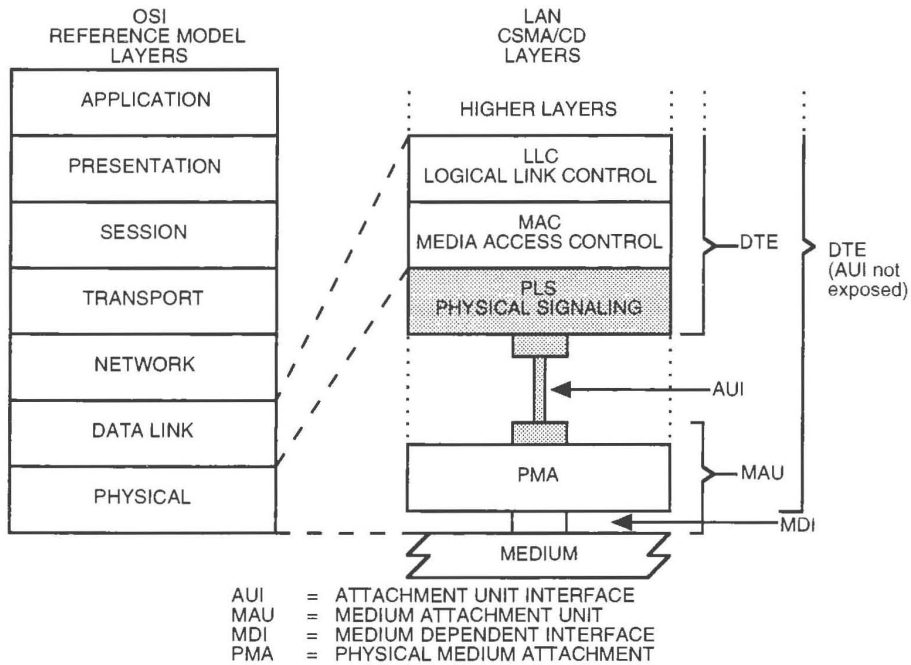 OSI
REFERENCE MODEL
LAYERS
APPLICATION
PRESENTATION
SESSION
TRANSPORT
NETWORK
DATA LINK
PHYSICAL
LAN
CSMA/CD
LAYERS
HIGHER LAYERS
LLC
LOGICAL LINK CONTROL
MAC
MEDIA ACCESS CONTROL
PLS
PHYSICAL SIGNALING
PMA
MEDIUM
DTE
AUI
MAU
MDI
DTE
(AUI not
exposed)
AUI = ATTACHMENT UNIT INTERFACE
MAU = MEDIUM ATTACHMENT UNIT
MDI = MEDIUM DEPENDENT INTERFACE
PMA = PHYSICAL MEDIUM ATTACHMENT